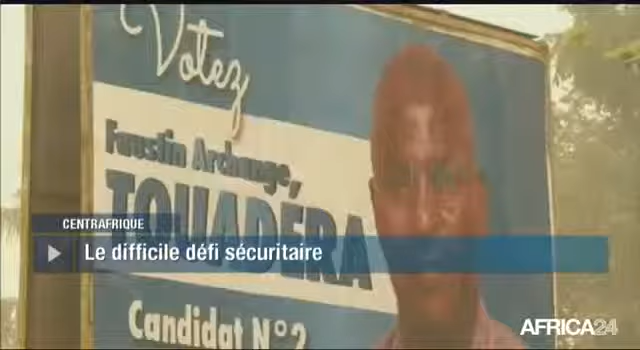 Votez
Faustin Archange,
TOUADÉRA
CENTRAFRIQUE
Le difficile défi sécuritaire
Candidat N°2
AFRICA24